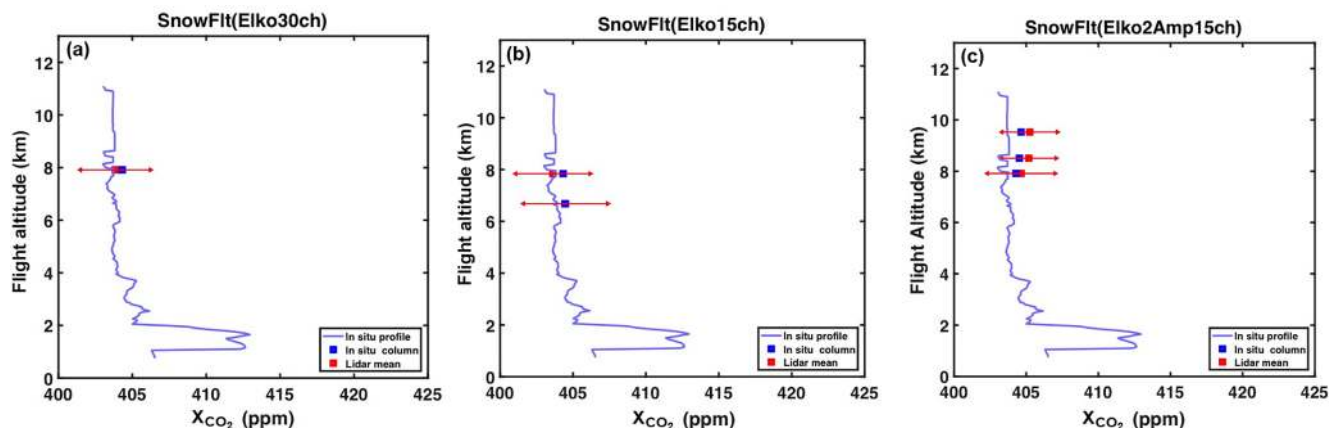 SnowFlt(Elko30ch)
(a)
12
10
8
6
4
2
0
400 405 410 415 420 425
Flight altitude (km)
X_CO2 (ppm)
In situ profile
In situ column
Lidar mean
SnowFlt(Elko15ch)
(b)
12
10
8
6
4
2
0
400 405 410 415 420 425
Flight altitude (km)
X_CO2 (ppm)
In situ profile
In situ column
Lidar mean
SnowFlt(Elko2Amp15ch)
(c)
12
10
8
6
4
2
0
400 405 410 415 420 425
Flight Altitude (km)
X_CO2 (ppm)
In situ profile
In situ column
Lidar mean